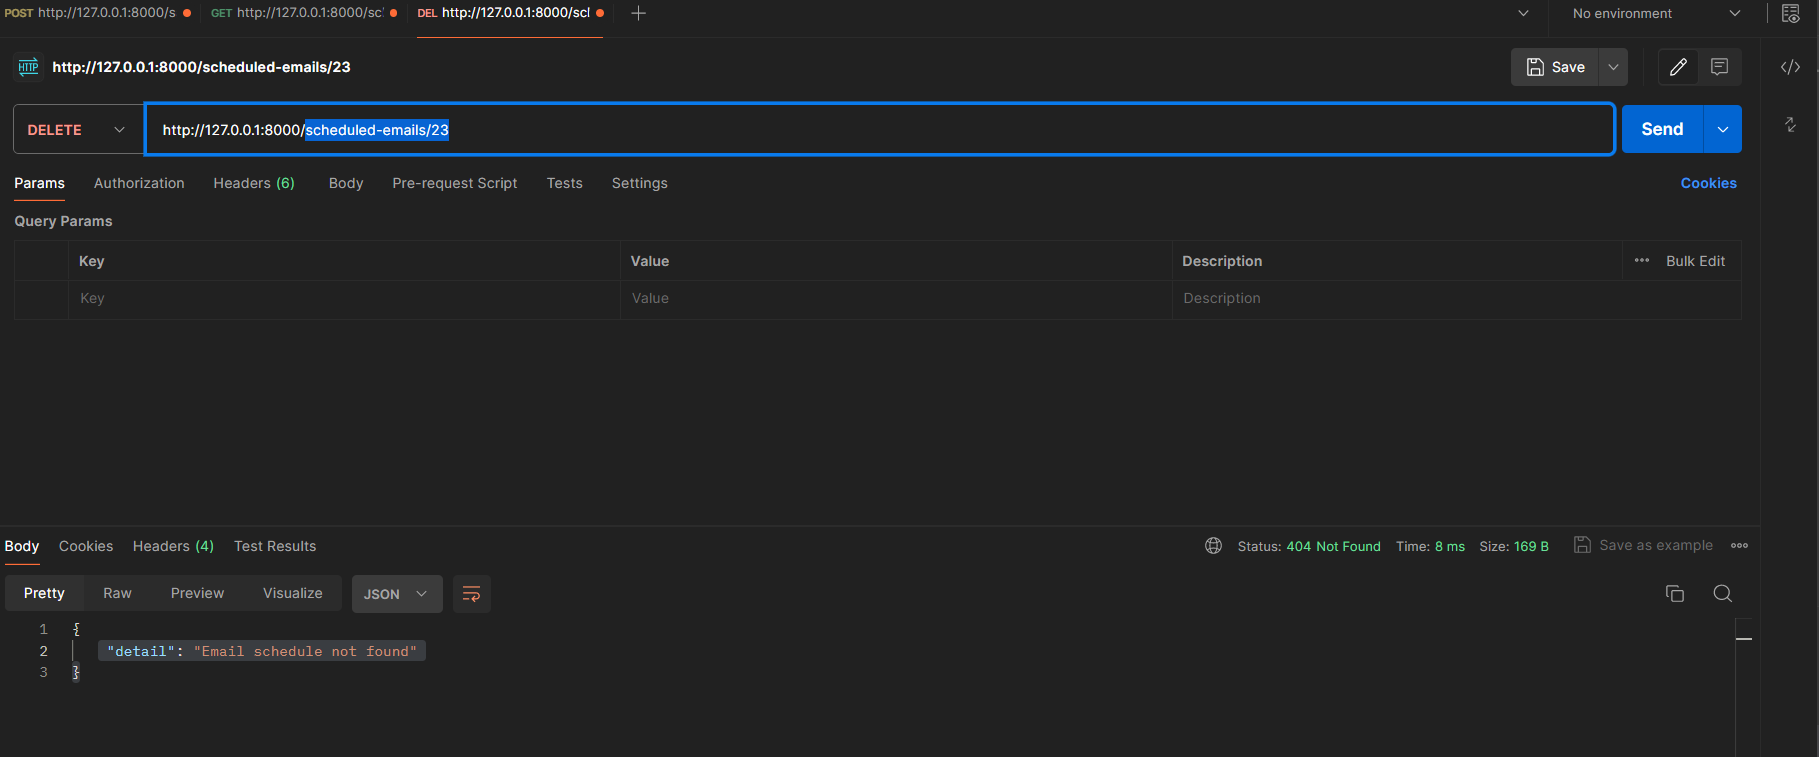 POST http://127.0.0.1:8000/s
GET http://127.0.0.1:8000/sc
DEL http://127.0.0.1:8000/scl
No environment
HTTP http://127.0.0.1:8000/scheduled-emails/23
Save
DELETE
http://127.0.0.1:8000/scheduled-emails/23
Send
Params Authorization Headers (6) Body Pre-request Script Tests Settings
Cookies
Query Params
Key Value Description ••• Bulk Edit
Key Value Description
Body Cookies Headers (4) Test Results
Status: 404 Not Found Time: 8 ms Size: 169 B Save as example
Pretty Raw Preview Visualize JSON
1 {
2 "detail": "Email schedule not found"
3 }